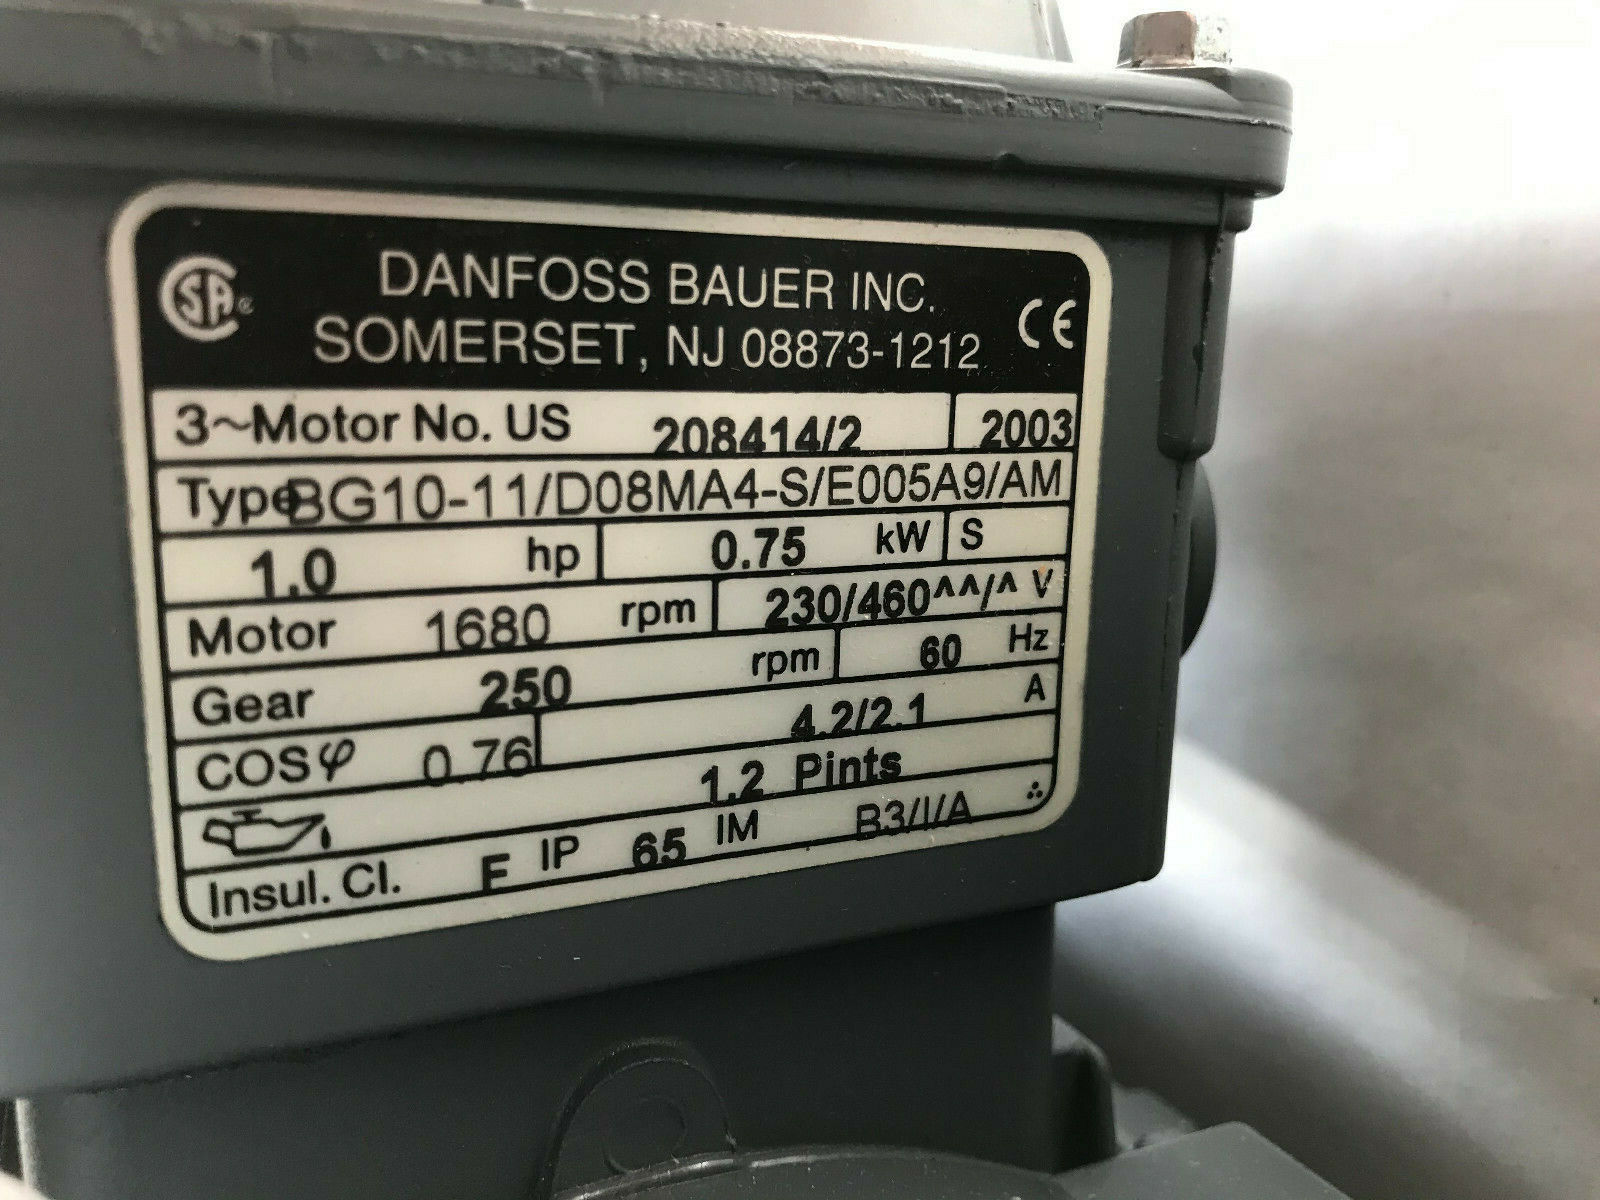 DANFOSS BAUER INC.
SOMERSET, NJ 08873-1212
CSA
CE
3~Motor No. US 208414/2 2003
Type BG10-11/D08MA4-S/E005A9/AM
1.0 hp 0.75 kW S
Motor 1680 rpm 230/460^^/^ V
Gear 250 rpm 60 Hz
COSφ 0.76 4.2/2.1 A
1.2 Pints
Insul. Cl. F IP 65 IM B3/I/A